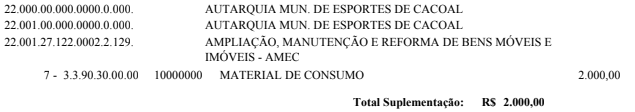 22.000.00.000.0000.0.000. AUTARQUIA MUN. DE ESPORTES DE CACOAL
22.001.00.000.0000.0.000. AUTARQUIA MUN. DE ESPORTES DE CACOAL
22.001.27.122.0002.2.129. AMPLIAÇÃO, MANUTENÇÃO E REFORMA DE BENS MÓVEIS E
IMÓVEIS - AMEC
7 - 3.3.90.30.00.00 10000000 MATERIAL DE CONSUMO 2.000,00
Total Suplementação: R$ 2.000,00